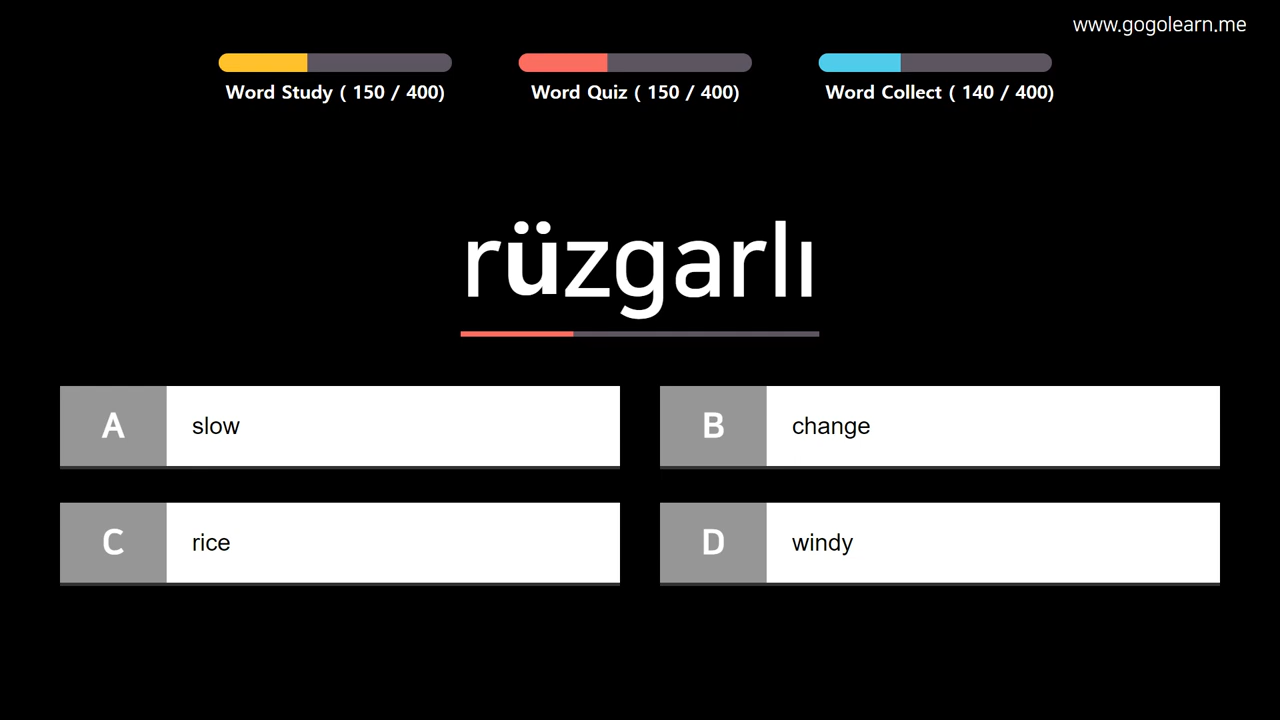 www.gogolearn.me
Word Study ( 150 / 400)
Word Quiz ( 150 / 400)
Word Collect ( 140 / 400)
rüzgarlı
A slow
B change
C rice
D windy